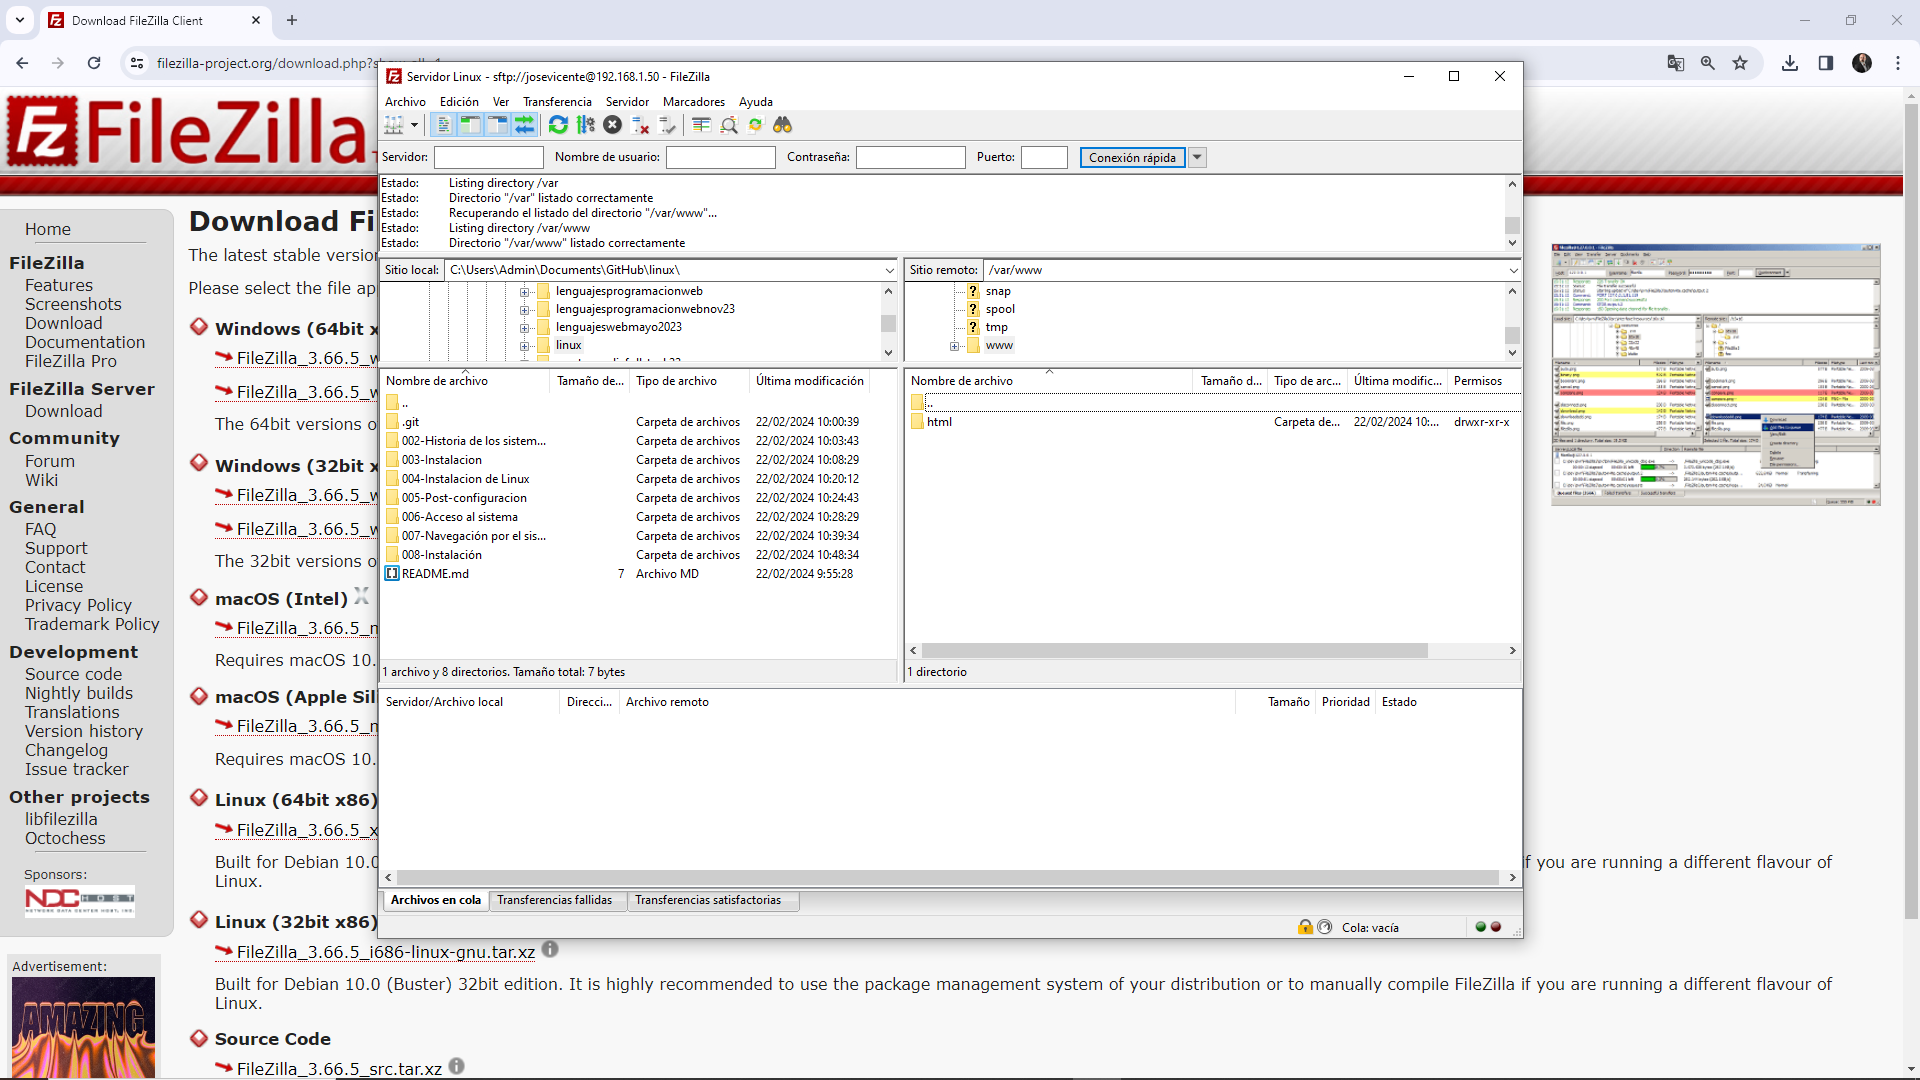 Download FileZilla Client
filezilla-project.org/download.php?show_all=1
FileZilla
Home
FileZilla
Features
Screenshots
Download
Documentation
FileZilla Pro
FileZilla Server
Download
Community
Forum
Wiki
General
FAQ
Support
Contact
License
Privacy Policy
Trademark Policy
Development
Source code
Nightly builds
Translations
Version history
Changelog
Issue tracker
Other projects
libfilezilla
Octochess
Sponsors:
NDC HOST
NETWORK DATA CENTER HOST, INC.
Advertisement:
AMAZING
Download Fi
The latest stable versio
Please select the file ap
Windows (64bit x
FileZilla_3.66.5_w
FileZilla_3.66.5_w
The 64bit versions o
Windows (32bit x
FileZilla_3.66.5_w
FileZilla_3.66.5_w
The 32bit versions o
macOS (Intel)
FileZilla_3.66.5_m
Requires macOS 10.
macOS (Apple Sil
FileZilla_3.66.5_m
Requires macOS 10.
Linux (64bit x86)
FileZilla_3.66.5_x
Built for Debian 10.0
f you are running a different flavour of
Linux.
Linux (32bit x86)
FileZilla_3.66.5_i686-linux-gnu.tar.xz
Built for Debian 10.0 (Buster) 32bit edition. It is highly recommended to use the package management system of your distribution or to manually compile FileZilla if you are running a different flavour of
Linux.
Source Code
FileZilla_3.66.5_src.tar.xz
Servidor Linux - sftp://josevicente@192.168.1.50 - FileZilla
Archivo Edición Ver Transferencia Servidor Marcadores Ayuda
Servidor: Nombre de usuario: Contraseña: Puerto: Conexión rápida
Estado: Listing directory /var
Estado: Directorio "/var" listado correctamente
Estado: Recuperando el listado del directorio "/var/www"...
Estado: Listing directory /var/www
Estado: Directorio "/var/www" listado correctamente
Sitio local: C:\Users\Admin\Documents\GitHub\linux\
lenguajesprogramacionweb
lenguajesprogramacionwebnov23
lenguajeswebmayo2023
linux
Sitio remoto: /var/www
snap
spool
tmp
www
Nombre de archivo Tamaño de... Tipo de archivo Última modificación
..
.git Carpeta de archivos 22/02/2024 10:00:39
002-Historia de los sistem... Carpeta de archivos 22/02/2024 10:03:43
003-Instalacion Carpeta de archivos 22/02/2024 10:08:29
004-Instalacion de Linux Carpeta de archivos 22/02/2024 10:20:12
005-Post-configuracion Carpeta de archivos 22/02/2024 10:24:43
006-Acceso al sistema Carpeta de archivos 22/02/2024 10:28:29
007-Navegación por el sis... Carpeta de archivos 22/02/2024 10:39:34
008-Instalación Carpeta de archivos 22/02/2024 10:48:34
README.md 7 Archivo MD 22/02/2024 9:55:28
1 archivo y 8 directorios. Tamaño total: 7 bytes
Nombre de archivo Tamaño d... Tipo de arc... Última modific... Permisos
..
html Carpeta de... 22/02/2024 10:... drwxr-xr-x
1 directorio
Servidor/Archivo local Direcci... Archivo remoto Tamaño Prioridad Estado
Archivos en cola Transferencias fallidas Transferencias satisfactorias
Cola: vacía